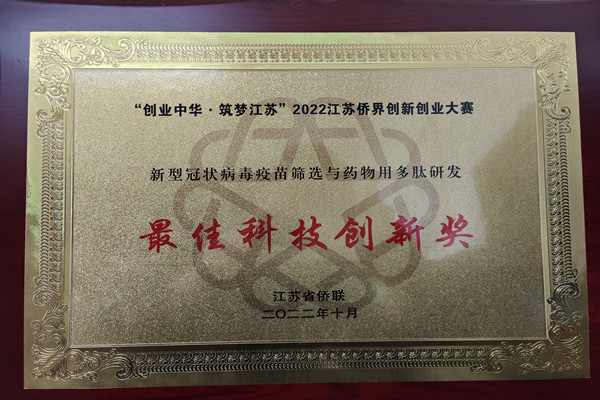 “创业中华·筑梦江苏”2022江苏侨界创新创业大赛
新型冠状病毒疫苗筛选与药物用多肽研发
最佳科技创新奖
江苏省侨联
二〇二二年十月